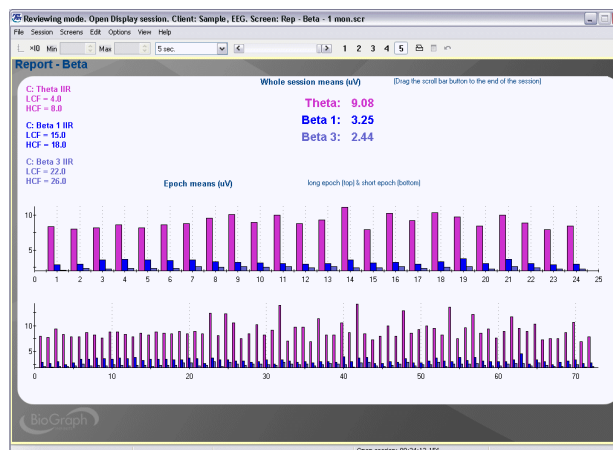 Reviewing mode. Open Display session. Client: Sample, EEG. Screen: Rep - Beta - 1 mon.scr
File Session Screens Edit Options View Help
×10 Min Max 5 sec. 1 2 3 4 5
Report - Beta
Whole session means (uV) (Drag the scroll bar button to the end of the session)
C: Theta IIR
LCF = 4.0
HCF = 8.0
Theta: 9.08
Beta 1: 3.25
Beta 3: 2.44
C: Beta 1 IIR
LCF = 15.0
HCF = 18.0
C: Beta 3 IIR
LCF = 22.0
HCF = 26.0
Epoch means (uV) long epoch (top) & short epoch (bottom)
10
5
0 1 2 3 4 5 6 7 8 9 10 11 12 13 14 15 16 17 18 19 20 21 22 23 24 25
10
5
0 10 20 30 40 50 60 70
BioGraph